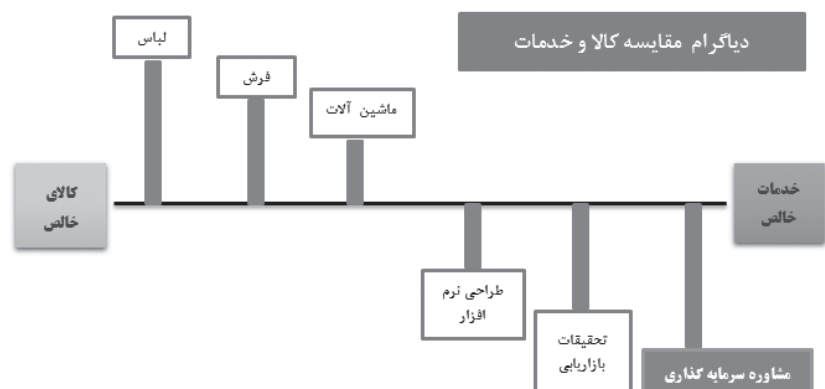 دیاگرام مقایسه کالا و خدمات
لباس
فرش
ماشین آلات
خدمات
خالص
کالای
خالص
طراحی نرم
افزار
تحقیقات
بازاریابی
مشاوره سرمایه گذاری